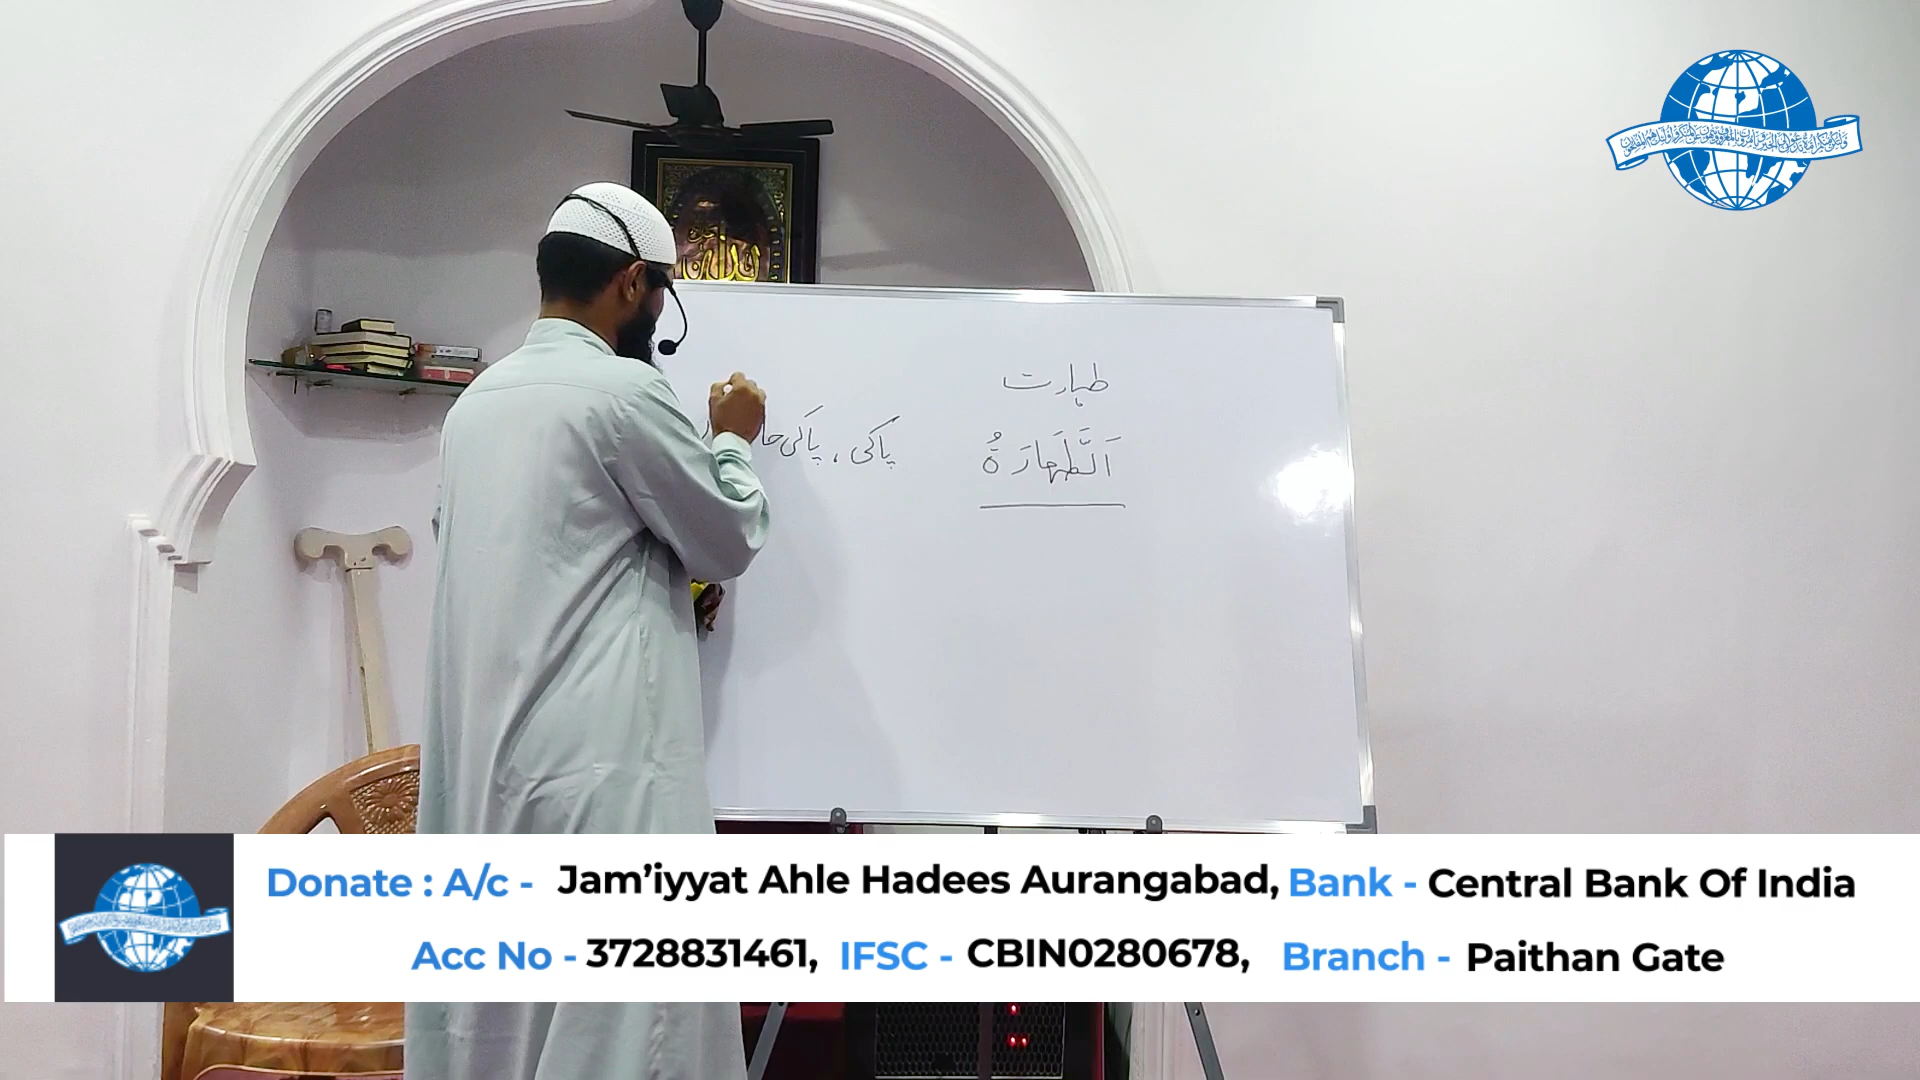 طہارت
اَلطَّهَارَةُ
پاکی ، پاکی حا
Donate : A/c - Jam’iyyat Ahle Hadees Aurangabad, Bank - Central Bank Of India
Acc No - 3728831461, IFSC - CBIN0280678, Branch - Paithan Gate